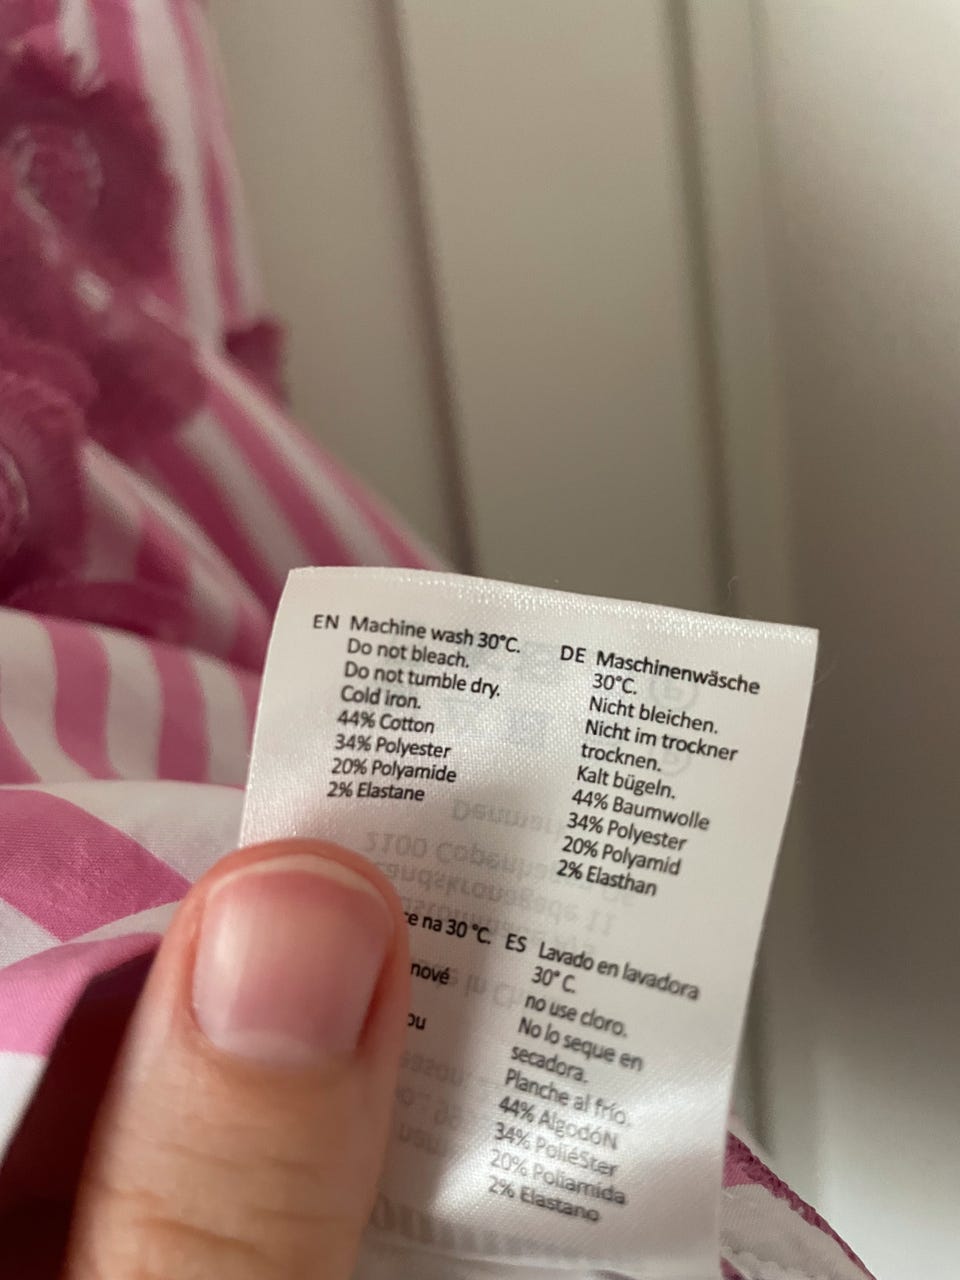 EN Machine wash 30°C.
Do not bleach.
Do not tumble dry.
Cold iron.
44% Cotton
34% Polyester
20% Polyamide
2% Elastane
DE Maschinenwäsche
30°C.
Nicht bleichen.
Nicht im trockner
trocknen.
Kalt bügeln.
44% Baumwolle
34% Polyester
20% Polyamid
2% Elasthan
na 30 °C.
nové
ES Lavado en lavadora
30° C.
no use cloro.
No lo seque en
secadora.
Planche al frío.
44% AlgodóN
34% PoliéSter
20% Poliamida
2% Elastano